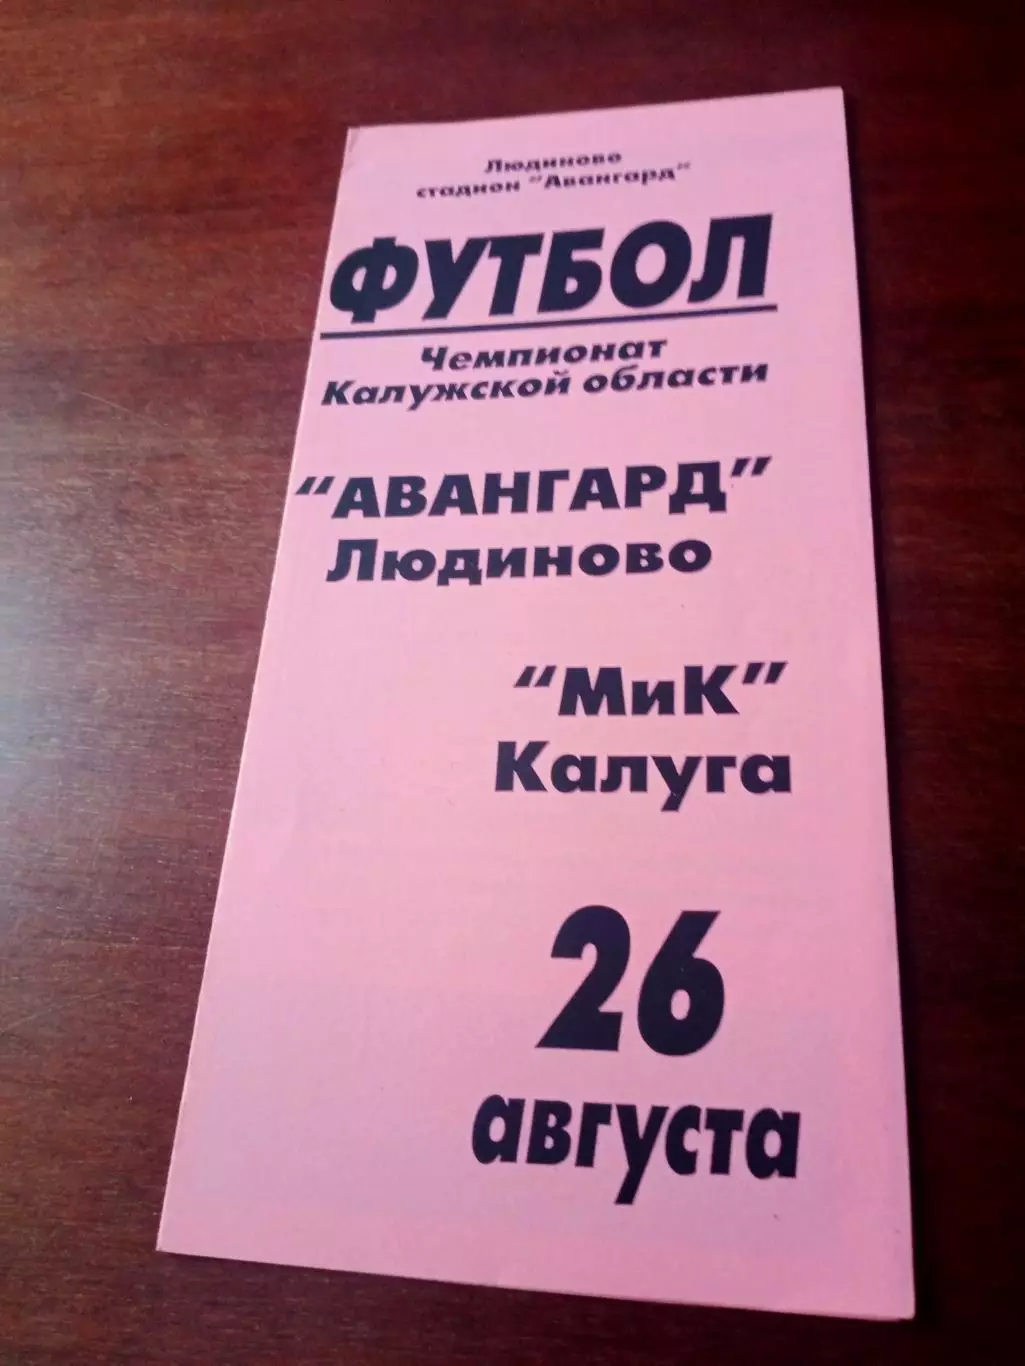 Людиново
стадион "Авангард"
ФУТБОЛ
Чемпионат
Калужской области
"АВАНГАРД"
Людиново
"МиК"
Калуга
26
августа